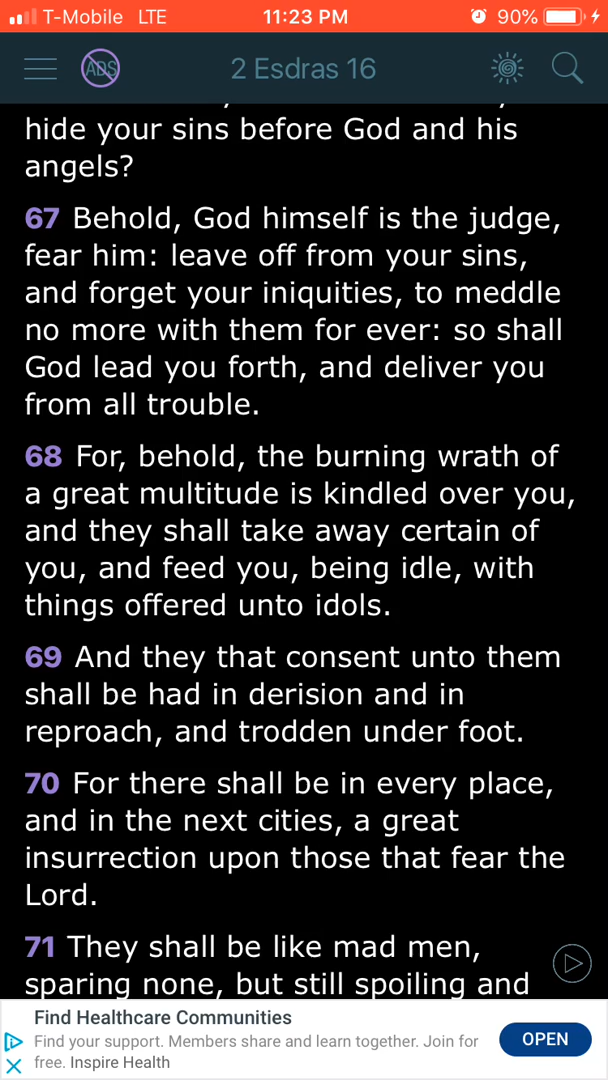 T-Mobile LTE 11:23 PM 90%
ADS 2 Esdras 16
hide your sins before God and his
angels?
67 Behold, God himself is the judge,
fear him: leave off from your sins,
and forget your iniquities, to meddle
no more with them for ever: so shall
God lead you forth, and deliver you
from all trouble.
68 For, behold, the burning wrath of
a great multitude is kindled over you,
and they shall take away certain of
you, and feed you, being idle, with
things offered unto idols.
69 And they that consent unto them
shall be had in derision and in
reproach, and trodden under foot.
70 For there shall be in every place,
and in the next cities, a great
insurrection upon those that fear the
Lord.
71 They shall be like mad men,
sparing none, but still spoiling and
Find Healthcare Communities
Find your support. Members share and learn together. Join for
free. Inspire Health
OPEN